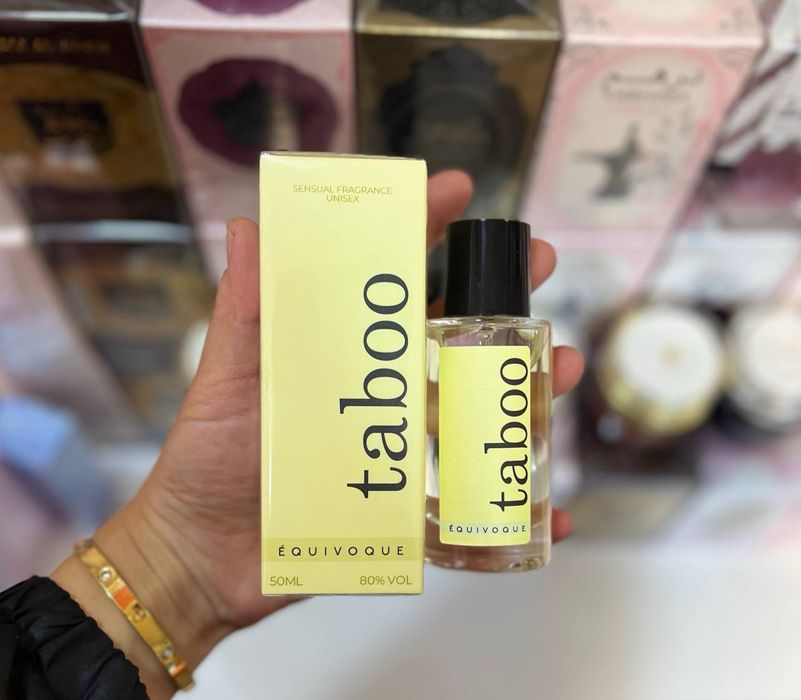 SENSUAL FRAGRANCE
UNISEX
taboo
ÉQUIVOQUE
50ML
80% VOL
taboo
ÉQUIVOQUE